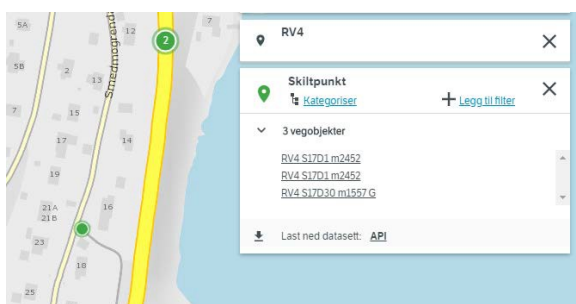 5A
12
2
7
5B
2
13
Smedmogrenda
7
15
17
14
19
21A
21B
16
23
18
25
RV4
Skiltpunkt
Kategoriser
Legg til filter
3 vegobjekter
RV4 S17D1 m2452
RV4 S17D1 m2452
RV4 S17D30 m1557 G
Last ned datasett: API